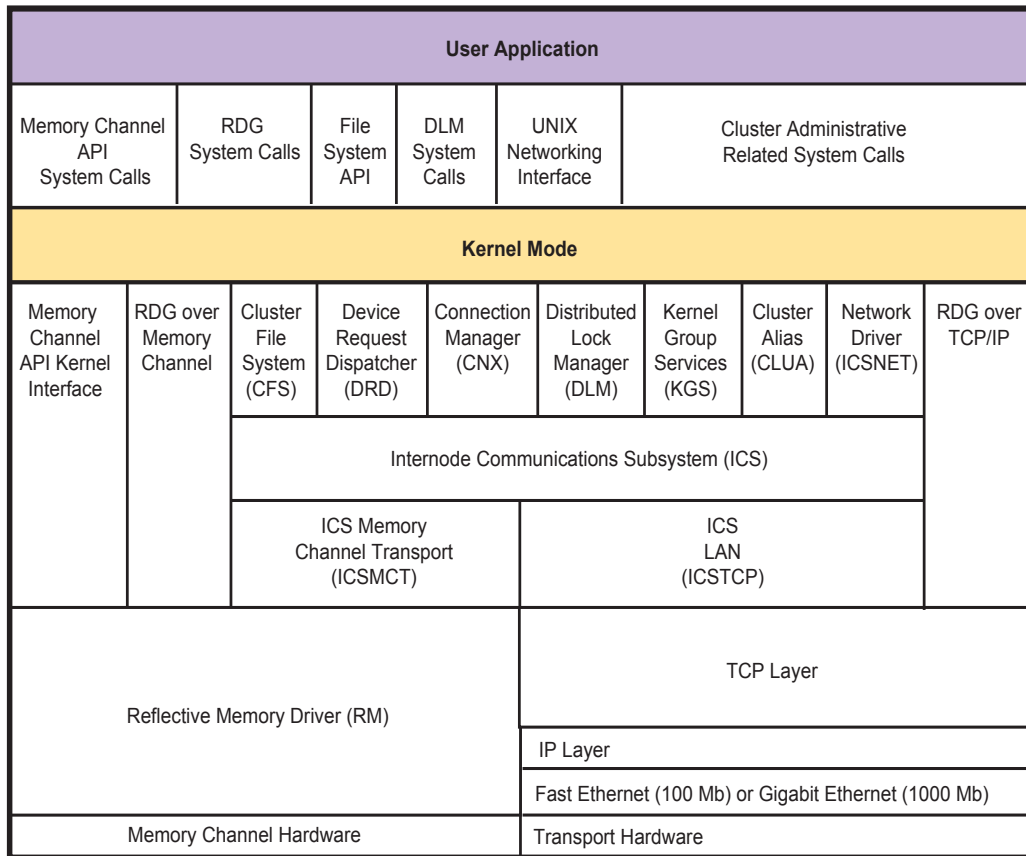 User Application
Memory Channel
API
System Calls
RDG
System Calls
File
System
API
DLM
System
Calls
UNIX
Networking
Interface
Cluster Administrative
Related System Calls
Kernel Mode
Memory
Channel
API Kernel
Interface
RDG over
Memory
Channel
Cluster
File
System
(CFS)
Device
Request
Dispatcher
(DRD)
Connection
Manager
(CNX)
Distributed
Lock
Manager
(DLM)
Kernel
Group
Services
(KGS)
Cluster
Alias
(CLUA)
Network
Driver
(ICSNET)
RDG over
TCP/IP
Internode Communications Subsystem (ICS)
ICS Memory
Channel Transport
(ICSMCT)
ICS
LAN
(ICSTCP)
Reflective Memory Driver (RM)
TCP Layer
IP Layer
Fast Ethernet (100 Mb) or Gigabit Ethernet (1000 Mb)
Memory Channel Hardware
Transport Hardware